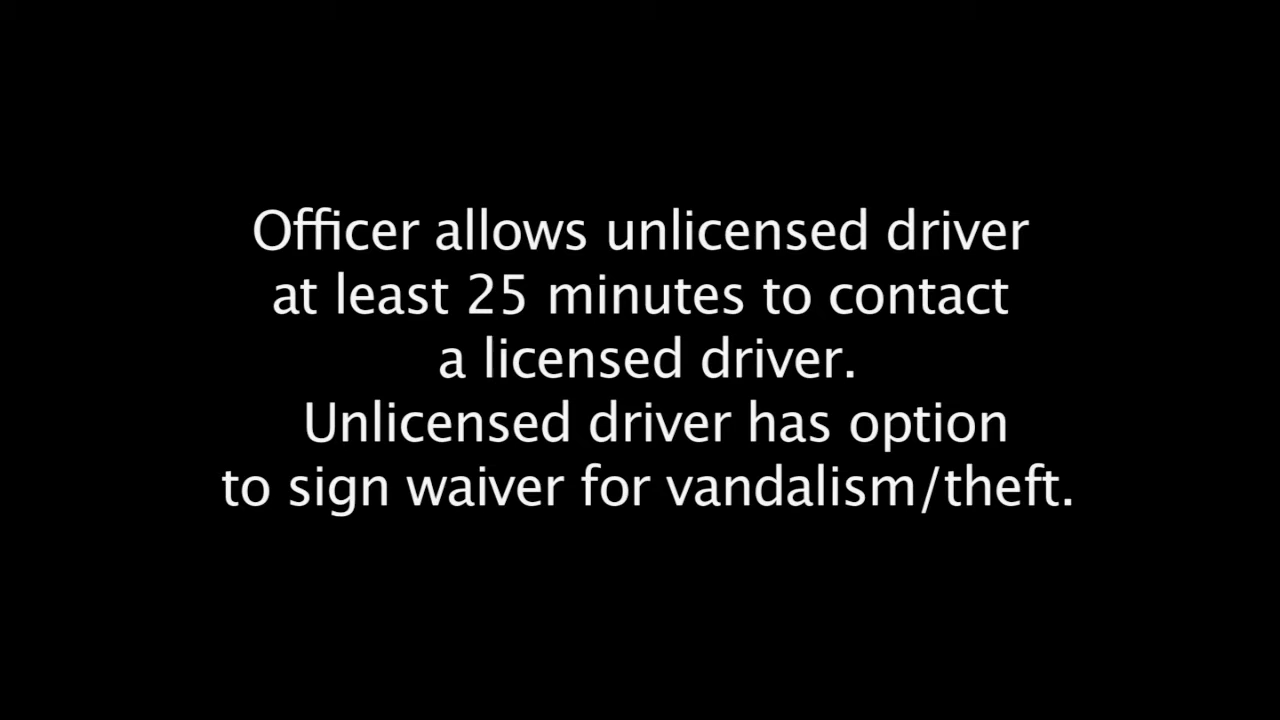 Officer allows unlicensed driver
at least 25 minutes to contact
a licensed driver.
Unlicensed driver has option
to sign waiver for vandalism/theft.